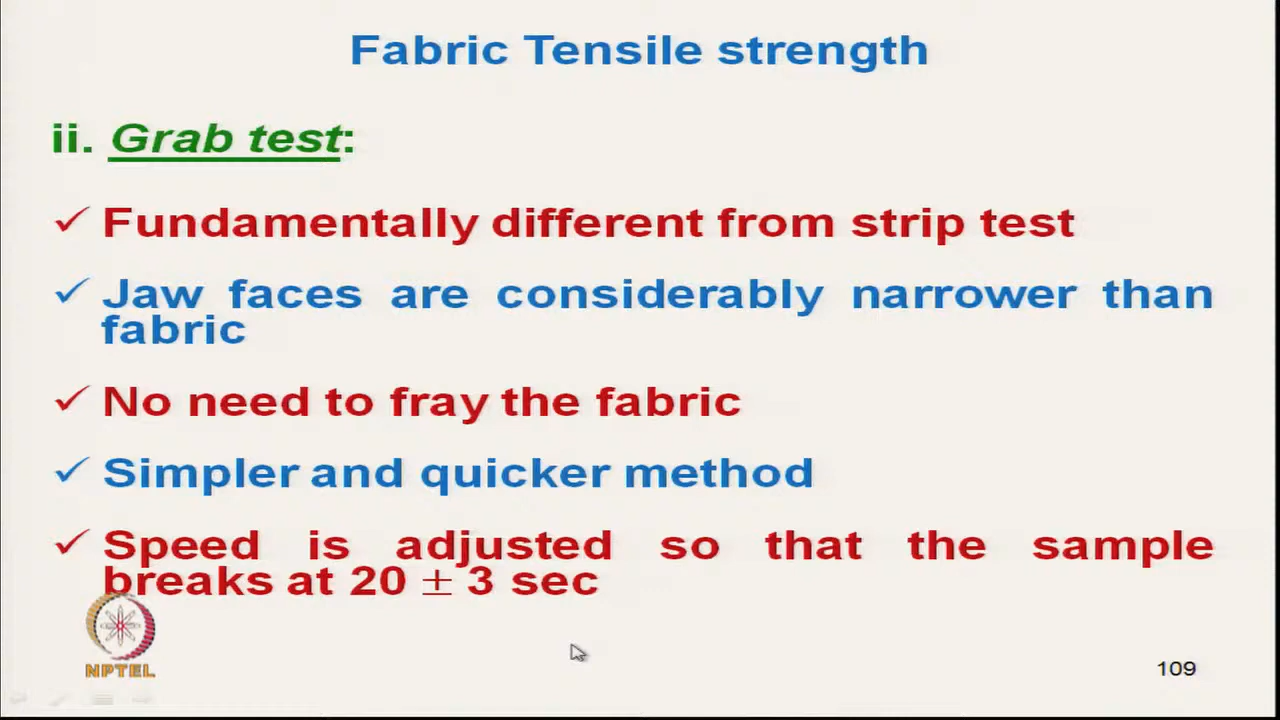 Fabric Tensile strength
ii. Grab test:
✓ Fundamentally different from strip test
✓ Jaw faces are considerably narrower than
fabric
✓ No need to fray the fabric
✓ Simpler and quicker method
✓ Speed is adjusted so that the sample
breaks at 20 ± 3 sec
NPTEL
109